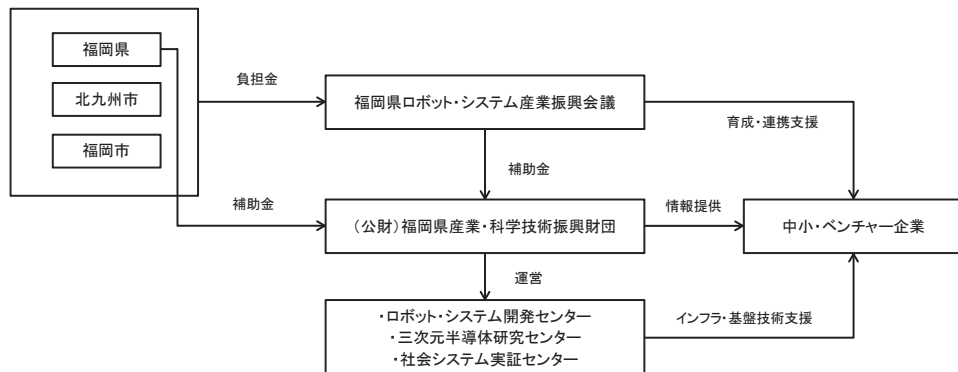 福岡県
北九州市
福岡市
負担金
福岡県ロボット・システム産業振興会議
育成・連携支援
補助金
補助金
（公財）福岡県産業・科学技術振興財団
情報提供
中小・ベンチャー企業
運営
・ロボット・システム開発センター
・三次元半導体研究センター
・社会システム実証センター
インフラ・基盤技術支援